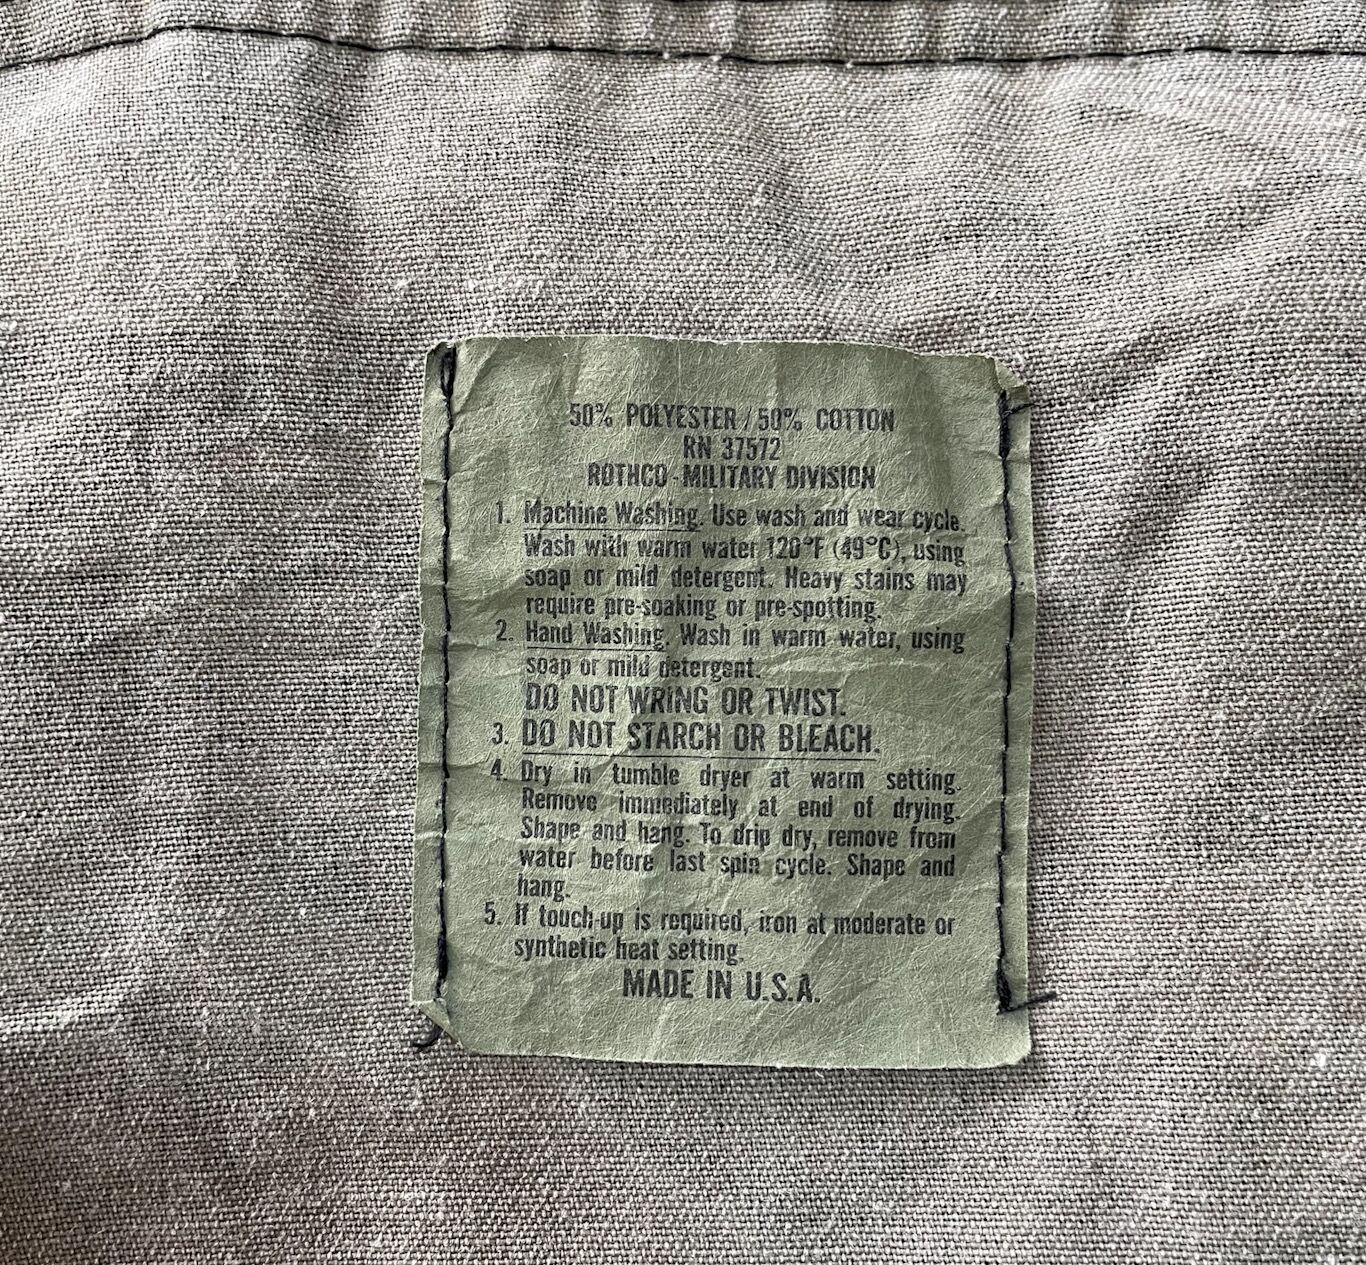 50% POLYESTER / 50% COTTON
RN 37572
ROTHCO - MILITARY DIVISION
1. Machine Washing. Use wash and wear cycle.
Wash with warm water 120°F (49°C), using
soap or mild detergent. Heavy stains may
require pre-soaking or pre-spotting.
2. Hand Washing. Wash in warm water, using
soap or mild detergent.
DO NOT WRING OR TWIST.
3. DO NOT STARCH OR BLEACH.
4. Dry in tumble dryer at warm setting.
Remove immediately at end of drying.
Shape and hang. To drip dry, remove from
water before last spin cycle. Shape and
hang.
5. If touch-up is required, iron at moderate or
synthetic heat setting.
MADE IN U.S.A.